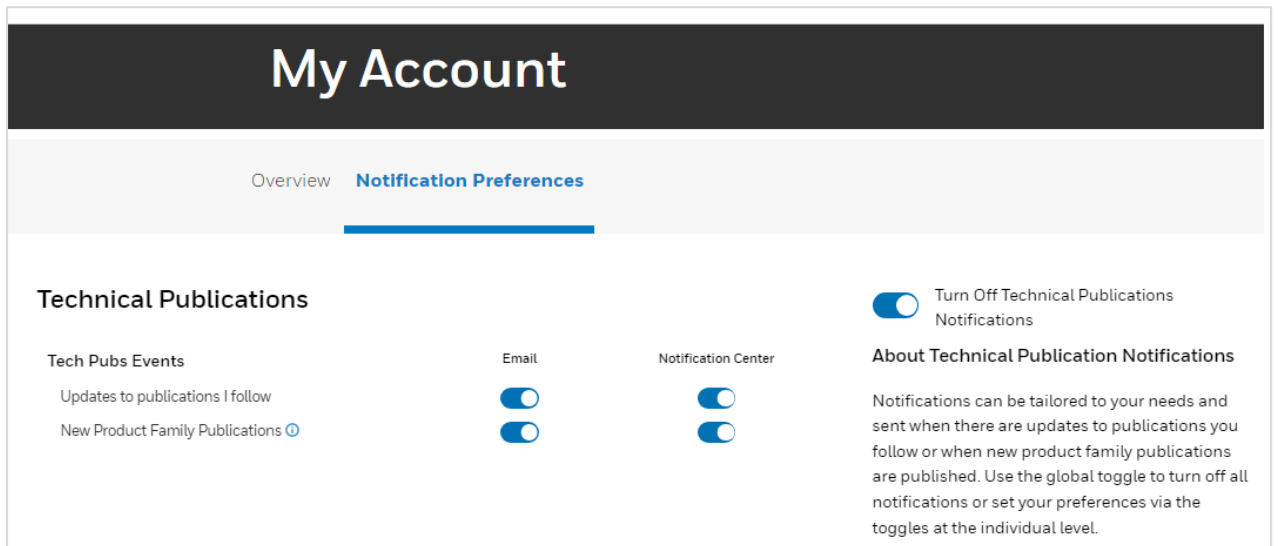 My Account
Overview Notification Preferences
Technical Publications
Turn Off Technical Publications
Notifications
Tech Pubs Events Email Notification Center
Updates to publications I follow
New Product Family Publications
About Technical Publication Notifications
Notifications can be tailored to your needs and
sent when there are updates to publications you
follow or when new product family publications
are published. Use the global toggle to turn off all
notifications or set your preferences via the
toggles at the individual level.